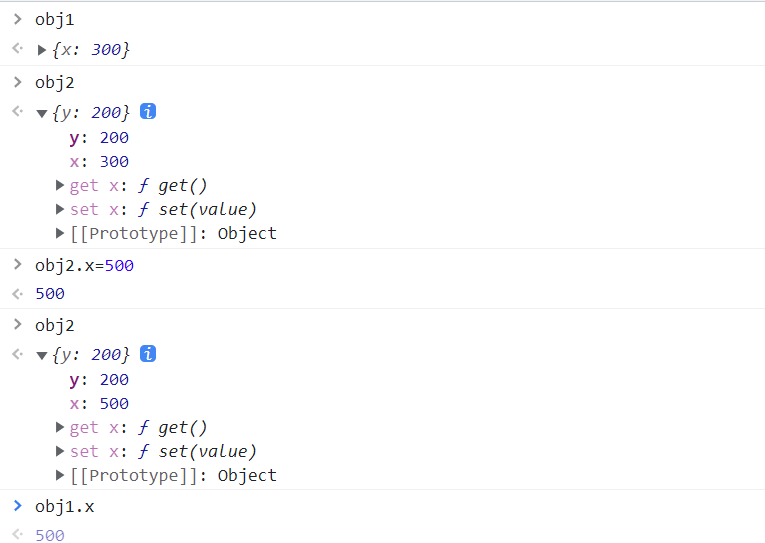 obj1
{x: 300}
obj2
{y: 200} i
y: 200
x: 300
get x: ƒ get()
set x: ƒ set(value)
[[Prototype]]: Object
obj2.x=500
500
obj2
{y: 200} i
y: 200
x: 500
get x: ƒ get()
set x: ƒ set(value)
[[Prototype]]: Object
obj1.x
500